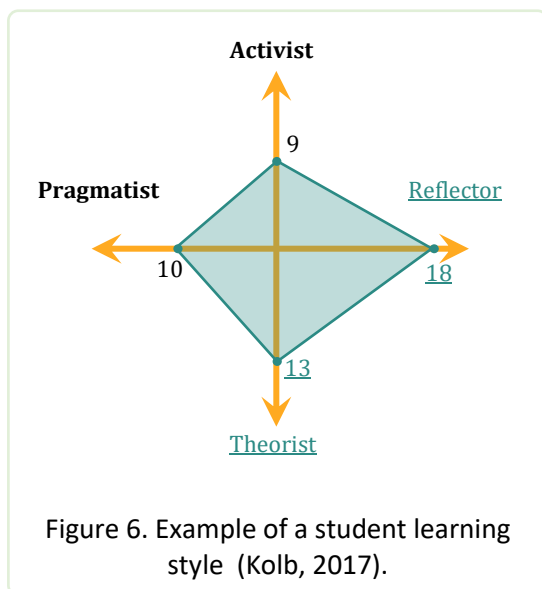 Activist
9
Pragmatist
Reflector
10
18
13
Theorist
Figure 6. Example of a student learning
style (Kolb, 2017).